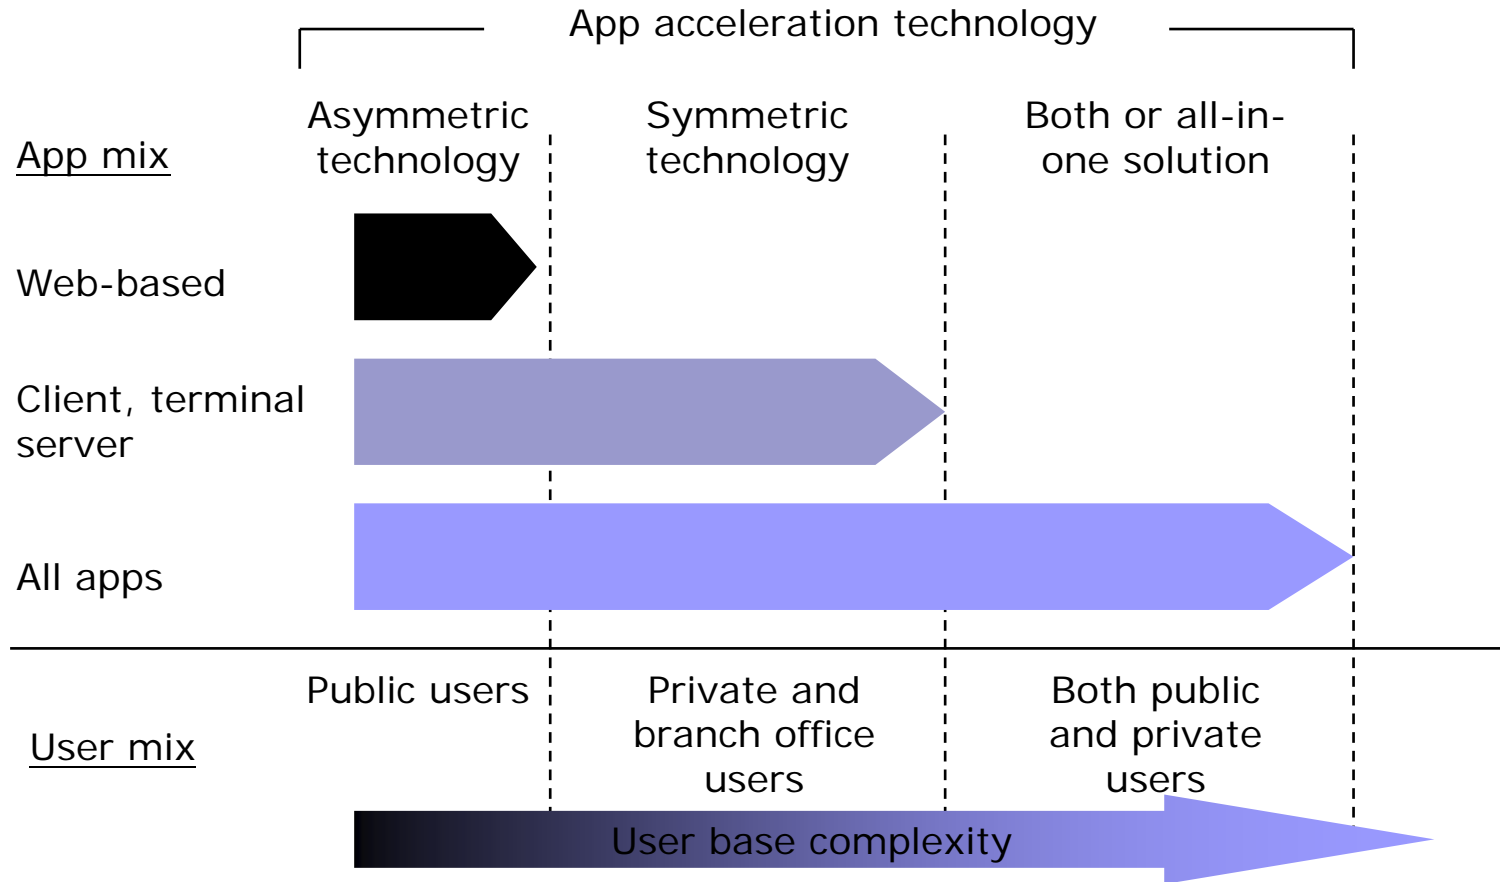 App acceleration technology
Asymmetric
technology
Symmetric
technology
Both or all-in-
one solution
App mix
Web-based
Client, terminal
server
All apps
Public users
Private and
branch office
users
Both public
and private
users
User mix
User base complexity